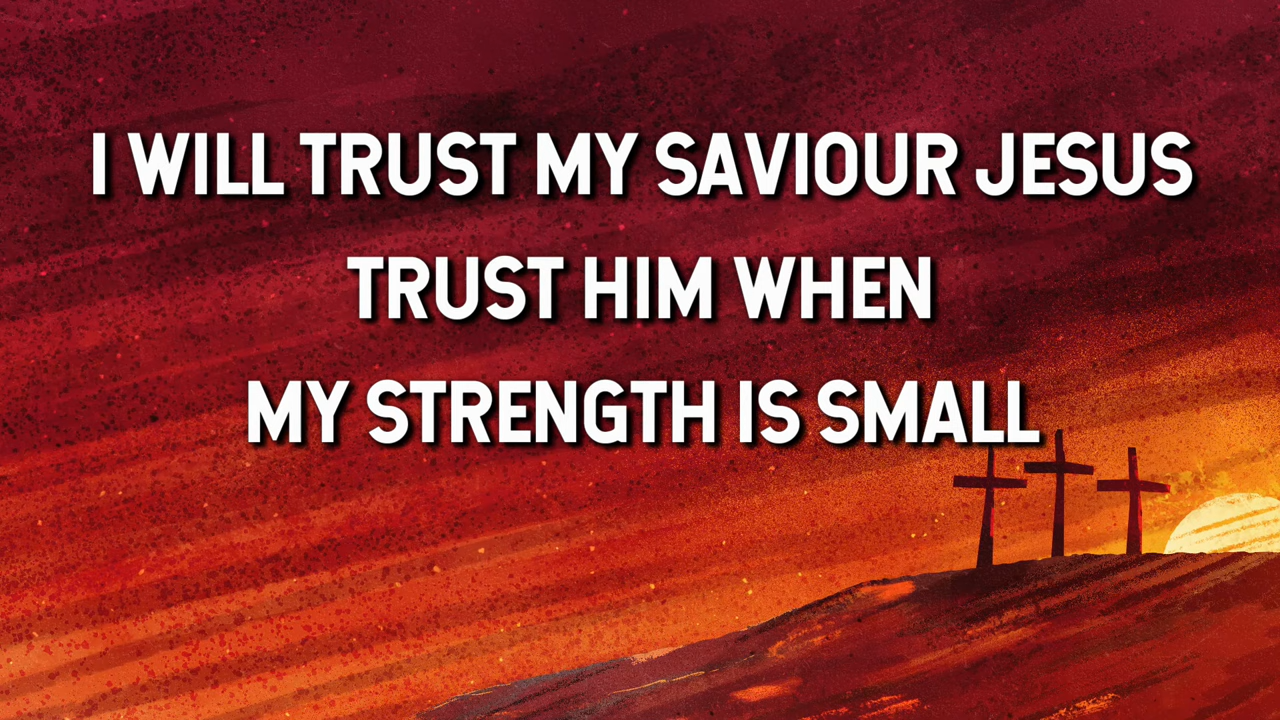 I WILL TRUST MY SAVIOUR JESUS
TRUST HIM WHEN
MY STRENGTH IS SMALL